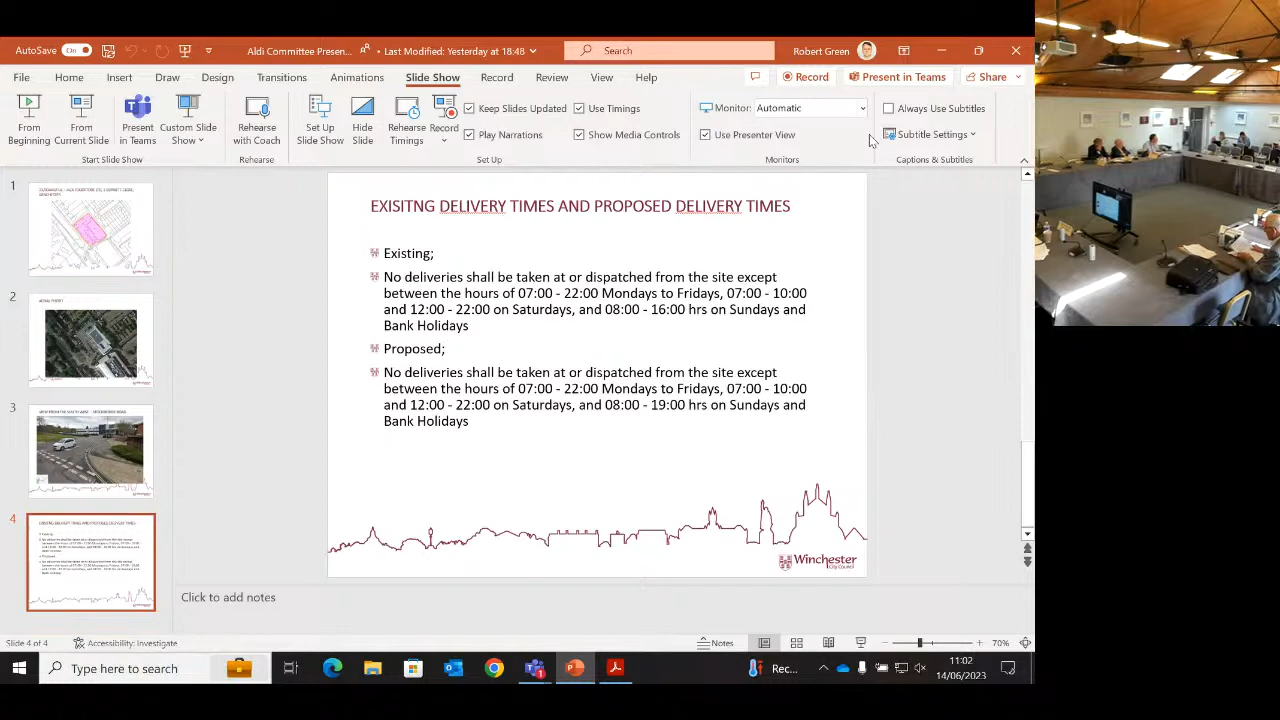 AutoSave On Aldi Committee Presen... • Last Modified: Yesterday at 18:48 Search Robert Green
File Home Insert Draw Design Transitions Animations Slide Show Record Review View Help Record Present in Teams Share
From Beginning
From Current Slide
Present in Teams
Custom Slide Show
Rehearse with Coach
Set Up Slide Show
Hide Slide
Rehearse Timings
Record
Keep Slides Updated
Use Timings
Play Narrations
Show Media Controls
Monitor: Automatic
Use Presenter View
Always Use Subtitles
Subtitle Settings
Start Slide Show Rehearse Set Up Monitors Captions & Subtitles
1
2
3
4
EXISITNG DELIVERY TIMES AND PROPOSED DELIVERY TIMES
Existing;
No deliveries shall be taken at or dispatched from the site except
between the hours of 07:00 - 22:00 Mondays to Fridays, 07:00 - 10:00
and 12:00 - 22:00 on Saturdays, and 08:00 - 16:00 hrs on Sundays and
Bank Holidays
Proposed;
No deliveries shall be taken at or dispatched from the site except
between the hours of 07:00 - 22:00 Mondays to Fridays, 07:00 - 10:00
and 12:00 - 22:00 on Saturdays, and 08:00 - 19:00 hrs on Sundays and
Bank Holidays
Winchester
City Council
Click to add notes
Slide 4 of 4 Accessibility: Investigate Notes 70%
Type here to search Rec... 11:02
14/06/2023